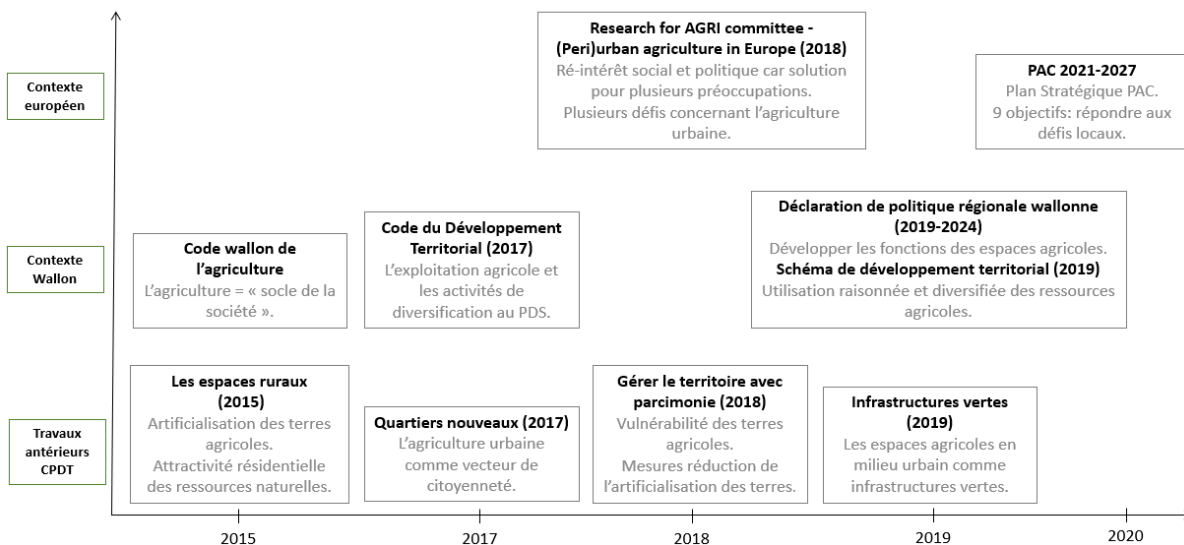 Contexte
européen
Research for AGRI committee -
(Peri)urban agriculture in Europe (2018)
Ré-intérêt social et politique car solution
pour plusieurs préoccupations.
Plusieurs défis concernant l'agriculture
urbaine.
PAC 2021-2027
Plan Stratégique PAC.
9 objectifs: répondre aux
défis locaux.
Contexte
Wallon
Code wallon de
l'agriculture
L'agriculture = « socle de la
société ».
Code du Développement
Territorial (2017)
L'exploitation agricole et
les activités de
diversification au PDS.
Déclaration de politique régionale wallonne
(2019-2024)
Développer les fonctions des espaces agricoles.
Schéma de développement territorial (2019)
Utilisation raisonnée et diversifiée des ressources
agricoles.
Travaux
antérieurs
CPDT
Les espaces ruraux
(2015)
Artificialisation des terres
agricoles.
Attractivité résidentielle
des ressources naturelles.
Quartiers nouveaux (2017)
L'agriculture urbaine
comme vecteur de
citoyenneté.
Gérer le territoire avec
parcimonie (2018)
Vulnérabilité des terres
agricoles.
Mesures réduction de
l'artificialisation des terres.
Infrastructures vertes
(2019)
Les espaces agricoles en
milieu urbain comme
infrastructures vertes.
2015
2017
2018
2019
2020